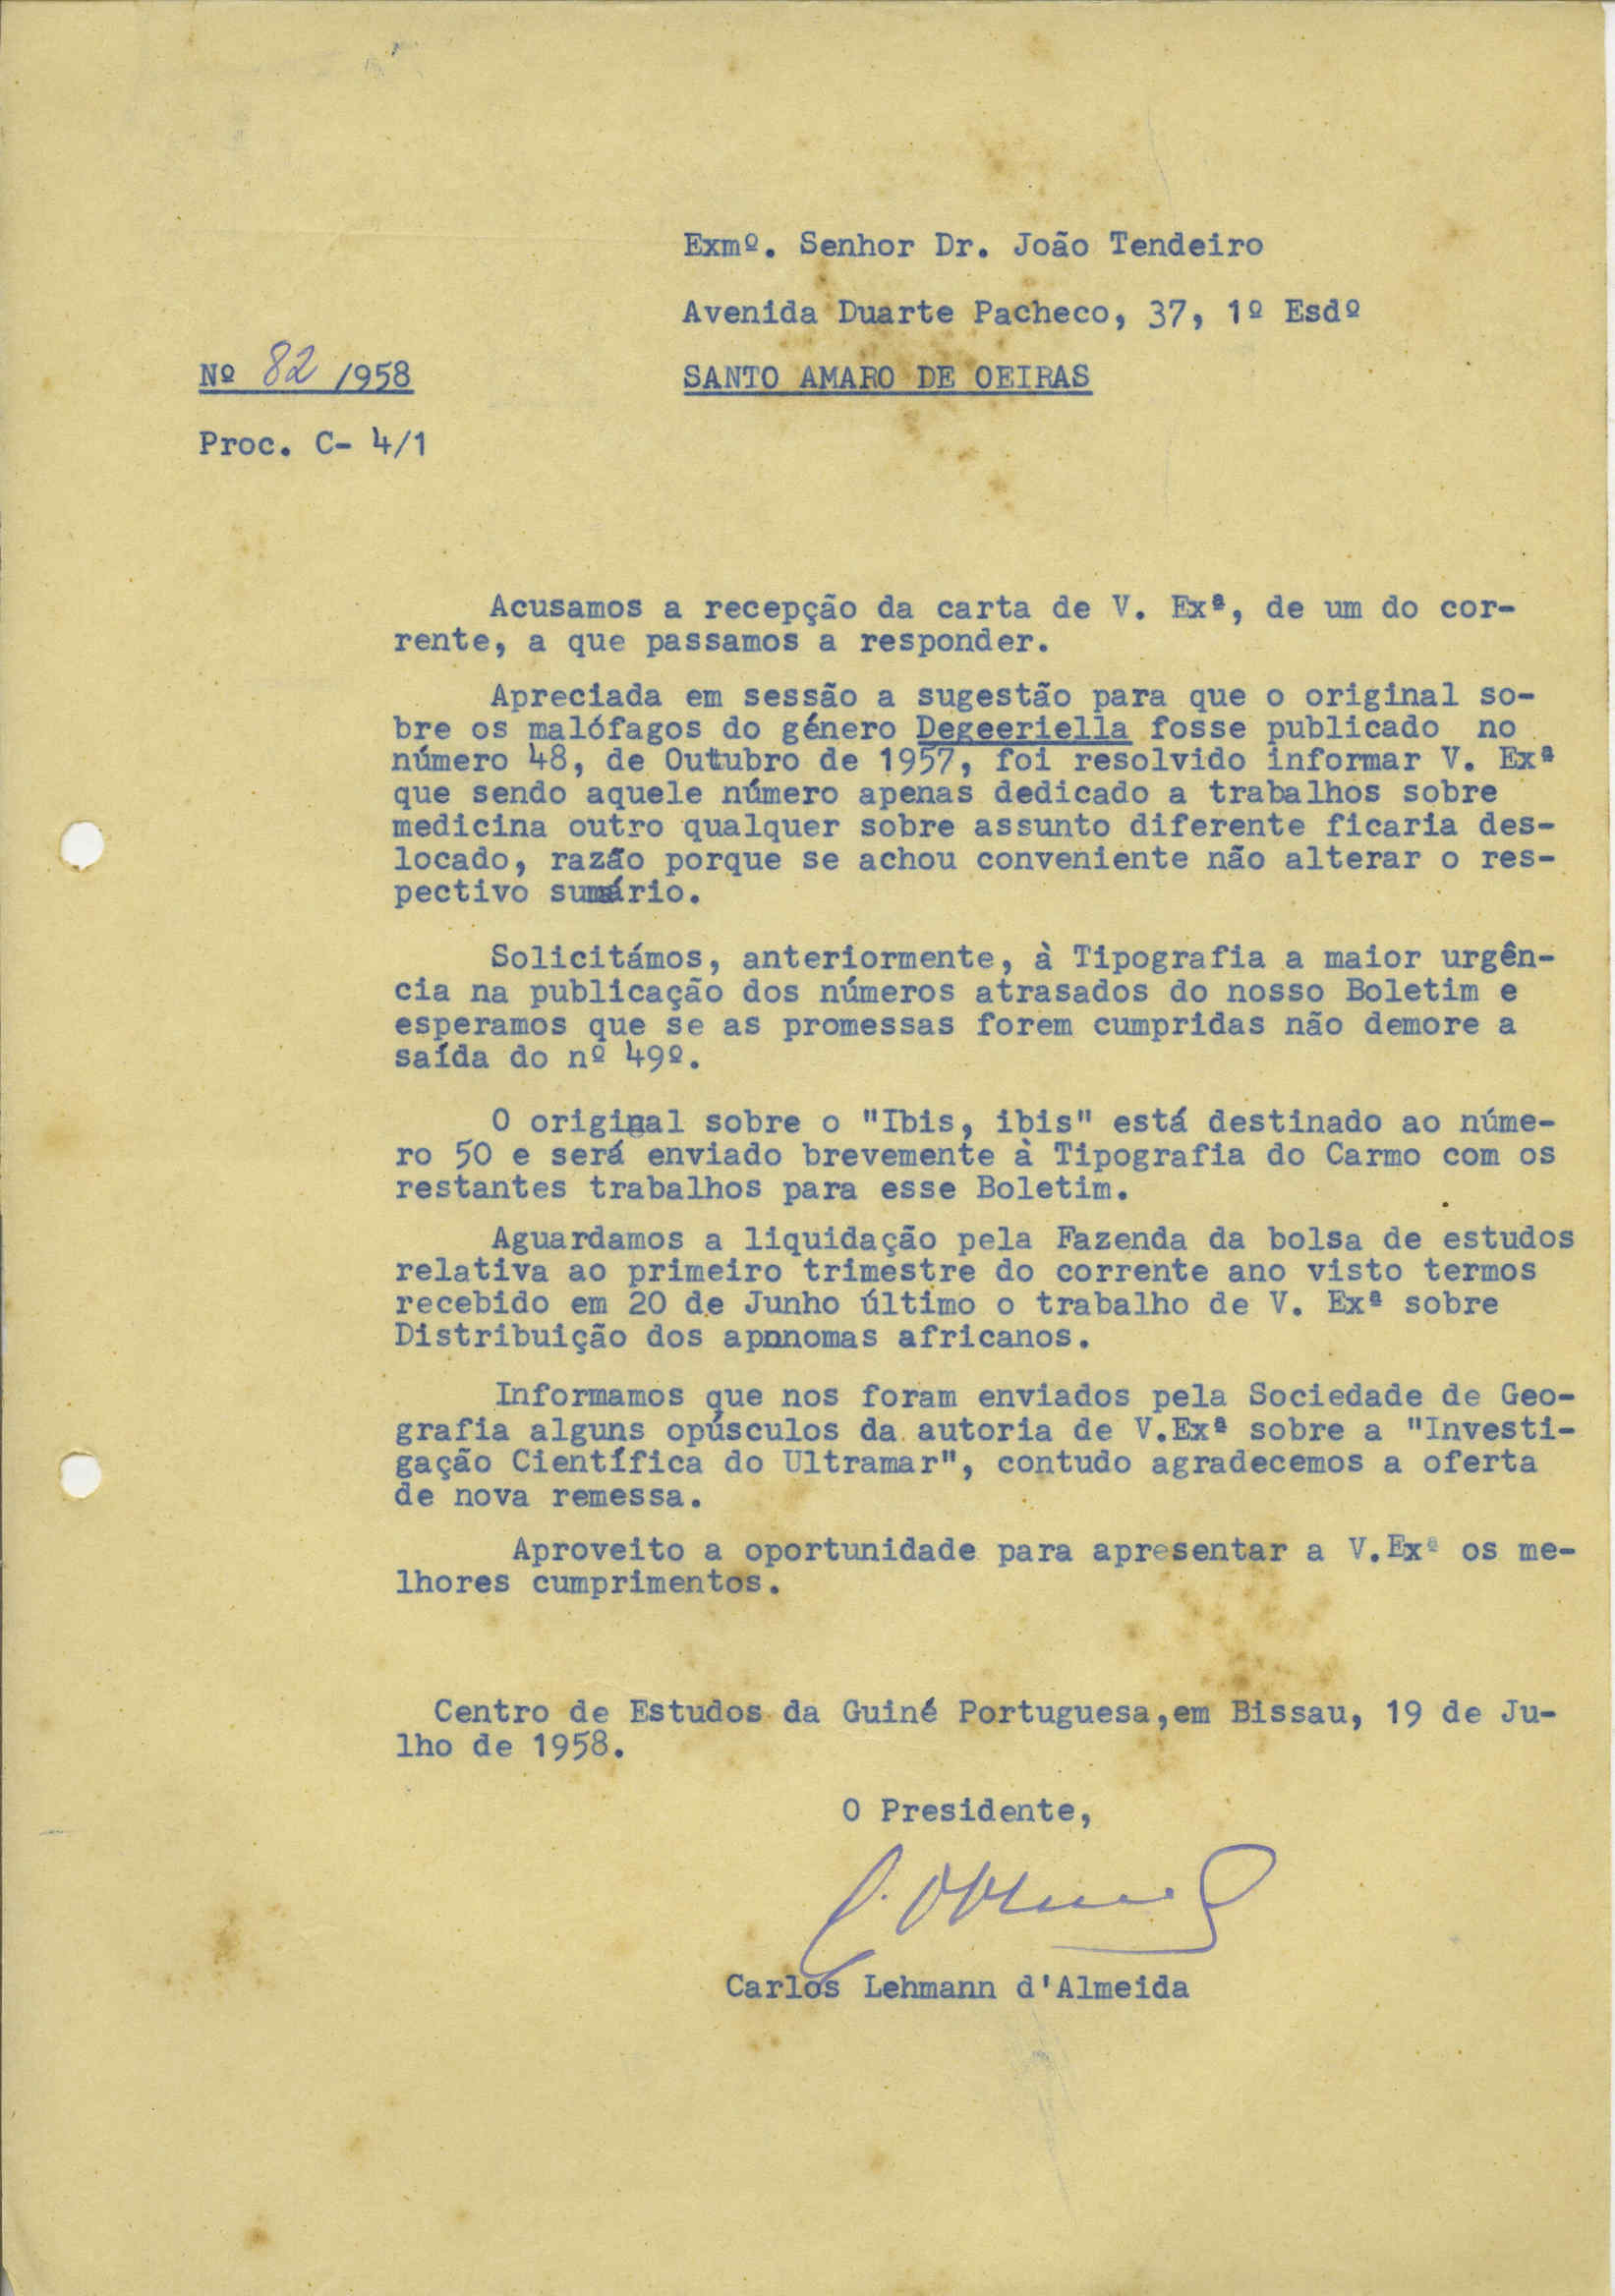 Exmº. Senhor Dr. João Tendeiro
Avenida Duarte Pacheco, 37, 1º Esdº
Nº 82 /1958
SANTO AMARO DE OEIRAS
Proc. C- 4/1
Acusamos a recepção da carta de V. Exª, de um do cor-
rente, a que passamos a responder.
Apreciada em sessão a sugestão para que o original so-
bre os malófagos do género Degeeriella fosse publicado no
número 48, de Outubro de 1957, foi resolvido informar V. Exª
que sendo aquele número apenas dedicado a trabalhos sobre
medicina outro qualquer sobre assunto diferente ficaria des-
locado, razão porque se achou conveniente não alterar o res-
pectivo sumário.
Solicitámos, anteriormente, à Tipografia a maior urgên-
cia na publicação dos números atrasados do nosso Boletim e
esperamos que se as promessas forem cumpridas não demore a
saída do nº 49º.
O original sobre o "Ibis, ibis" está destinado ao núme-
ro 50 e será enviado brevemente à Tipografia do Carmo com os
restantes trabalhos para esse Boletim.
Aguardamos a liquidação pela Fazenda da bolsa de estudos
relativa ao primeiro trimestre do corrente ano visto termos
recebido em 20 de Junho último o trabalho de V. Exª sobre
Distribuição dos apnnomas africanos.
Informamos que nos foram enviados pela Sociedade de Geo-
grafia alguns opúsculos da autoria de V.Exª sobre a "Investi-
gação Científica do Ultramar", contudo agradecemos a oferta
de nova remessa.
Aproveito a oportunidade para apresentar a V.Exª os me-
lhores cumprimentos.
Centro de Estudos da Guiné Portuguesa,em Bissau, 19 de Ju-
lho de 1958.
O Presidente,
Carlos Lehmann d'Almeida